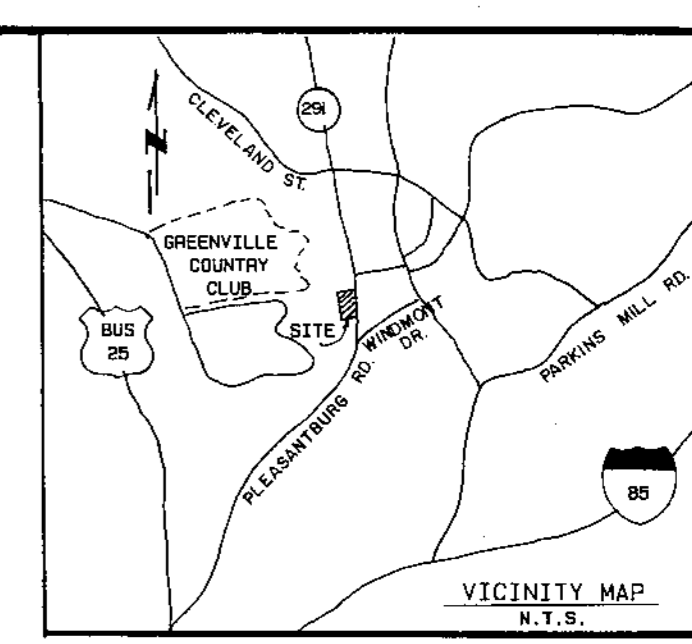 291
CLEVELAND ST.
N
GREENVILLE
COUNTRY
CLUB
BUS
25
SITE
WINDMONT
DR.
PLEASANTBURG RD.
PARKINS MILL RD.
85
VICINITY MAP
N.T.S.